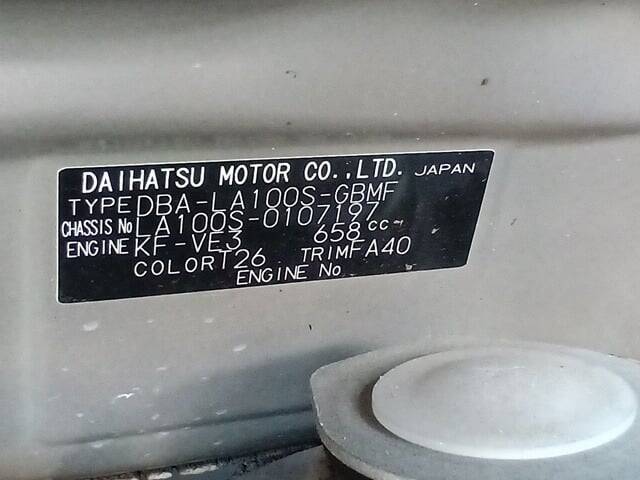 DAIHATSU MOTOR CO.,LTD. JAPAN
TYPE DBA-LA100S-GBMF
CHASSIS No LA100S-0107197
ENGINE KF-VE3 658 cc
COLOR T26 TRIM FA40
ENGINE No